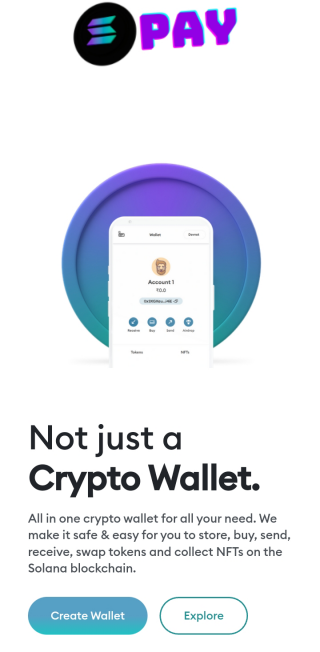 PAY
Wallet
Account 1
Receive
Buy
Send
Tokens
NFTs
Not just a
Crypto Wallet.
All in one crypto wallet for all your need. We
make it safe & easy for you to store, buy, send,
receive, swap tokens and collect NFTs on the
Solana blockchain.
Create Wallet
Explore